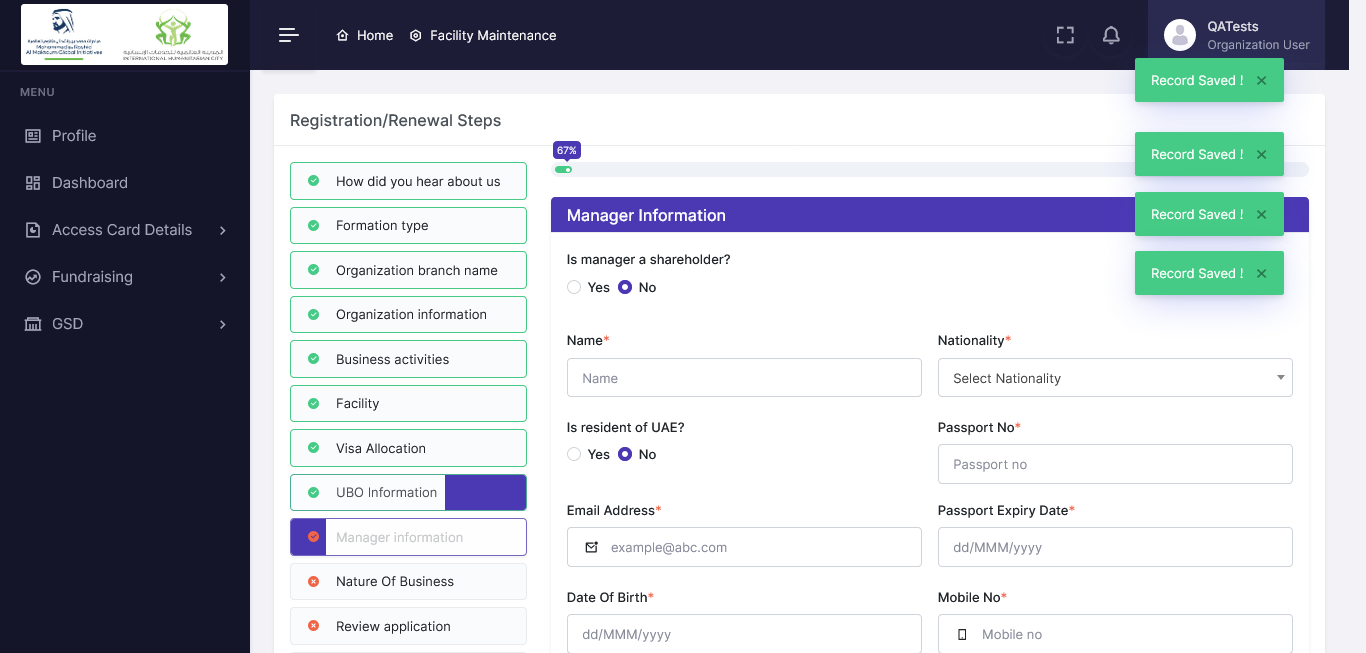 Mohammed bin Rashid
Al Maktoum Global Initiatives
INTERNATIONAL HUMANITARIAN CITY
Home
Facility Maintenance
QATests
Organization User
MENU
Profile
Dashboard
Access Card Details
Fundraising
GSD
Record Saved !
Record Saved !
Record Saved !
Record Saved !
Registration/Renewal Steps
How did you hear about us
Formation type
Organization branch name
Organization information
Business activities
Facility
Visa Allocation
UBO Information
Manager information
Nature Of Business
Review application
67%
Manager Information
Is manager a shareholder?
Yes No
Name* Nationality*
Name Select Nationality
Is resident of UAE? Passport No*
Yes No Passport no
Email Address* Passport Expiry Date*
example@abc.com dd/MMM/yyyy
Date Of Birth* Mobile No*
dd/MMM/yyyy Mobile no